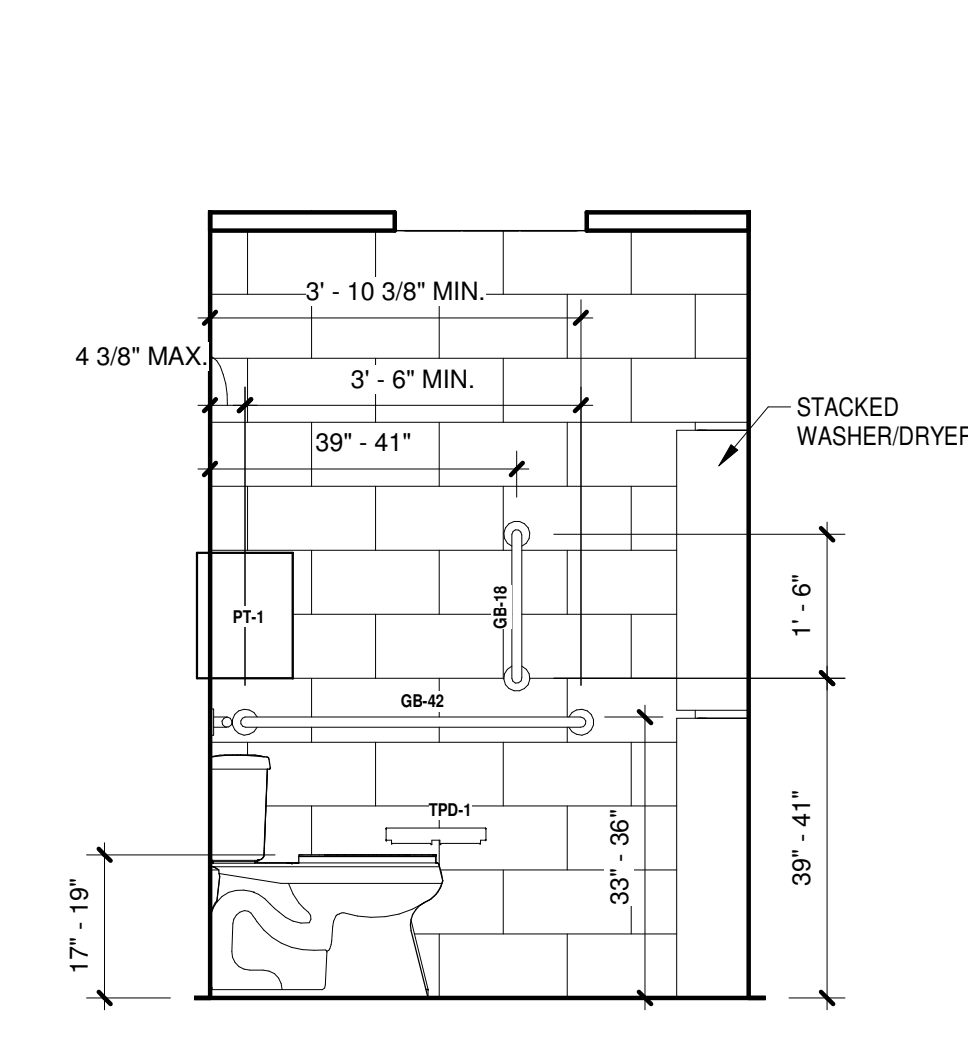 3' - 10 3/8" MIN.
4 3/8" MAX.
3' - 6" MIN.
STACKED
WASHER/DRYER
39" - 41"
1' - 6"
GB-18
PT-1
GB-42
TPD-1
33" - 36"
39" - 41"
17" - 19"